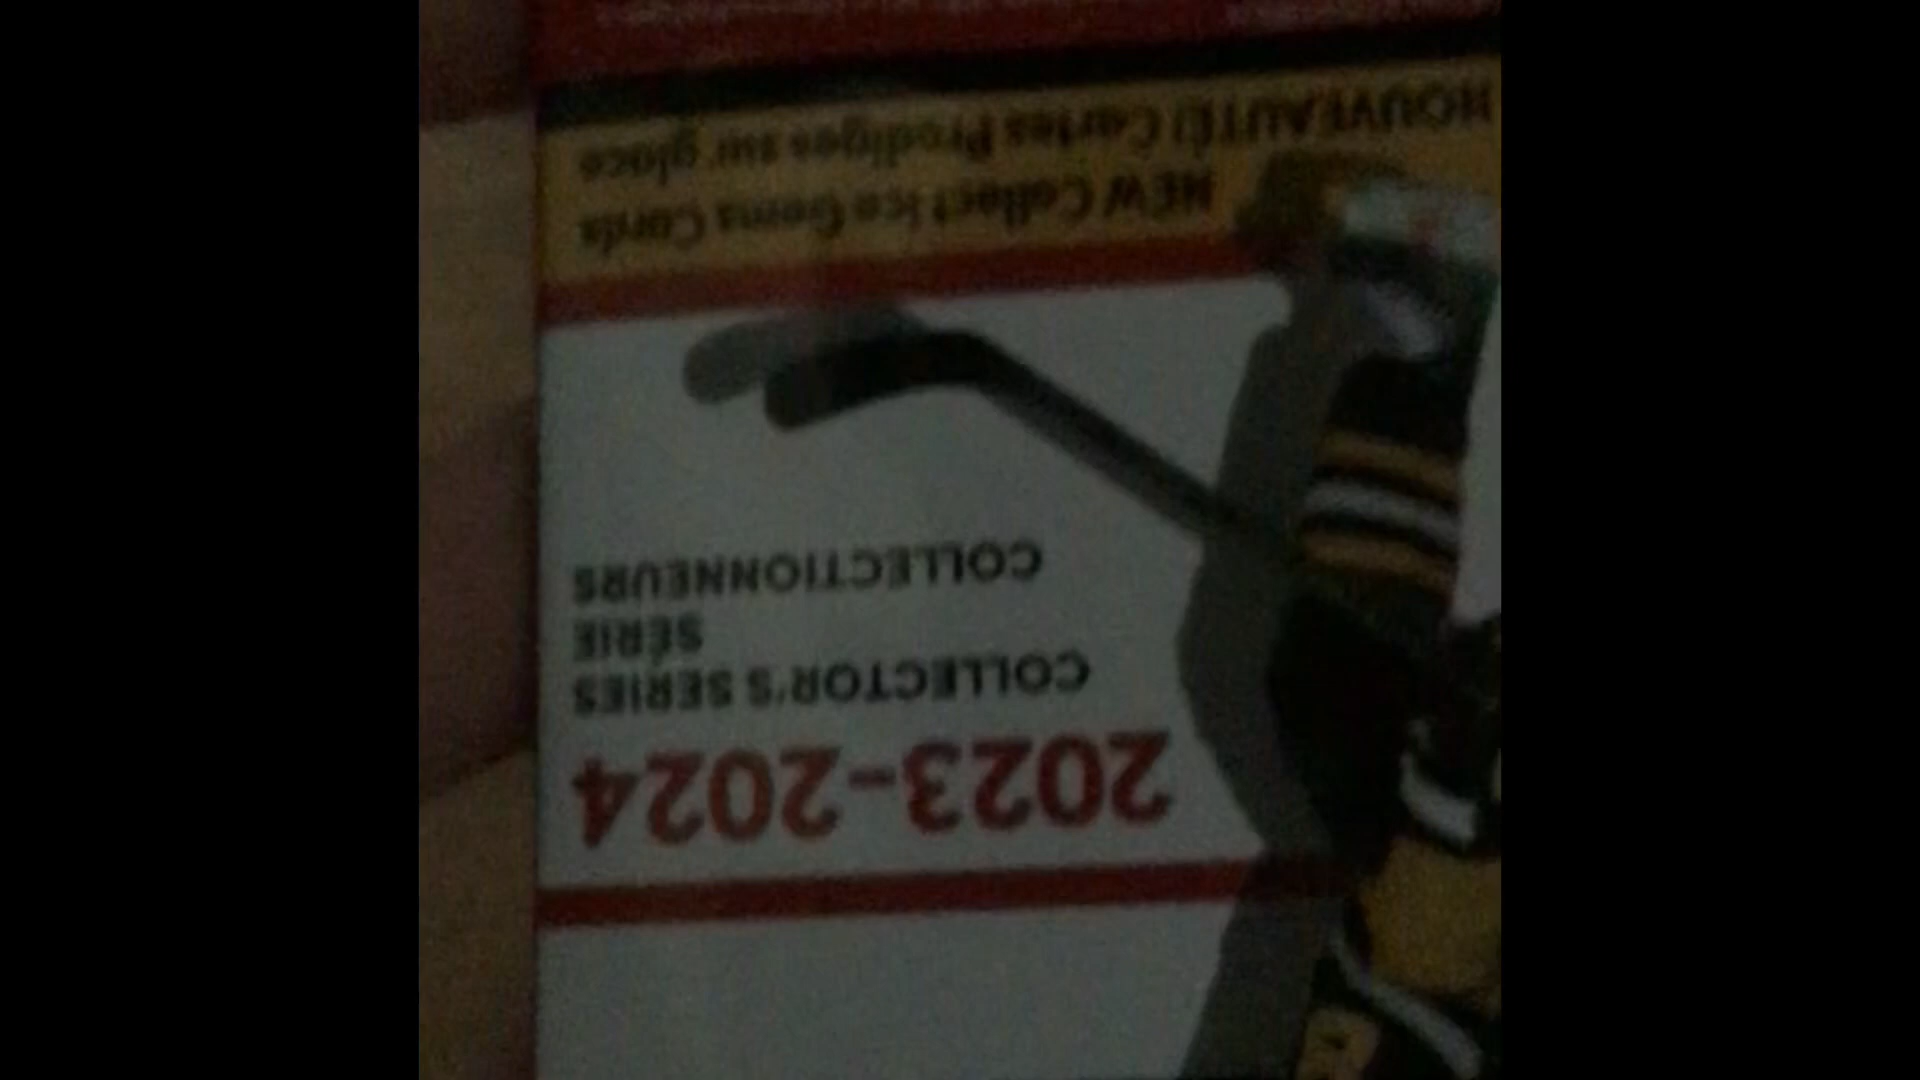 2023-2024
COLLECTOR'S SERIES
SÉRIE
COLLECTIONNEURS
NEW Collect Ice Gems Cards
NOUVEAUTÉ! Cartes Prodiges sur glace